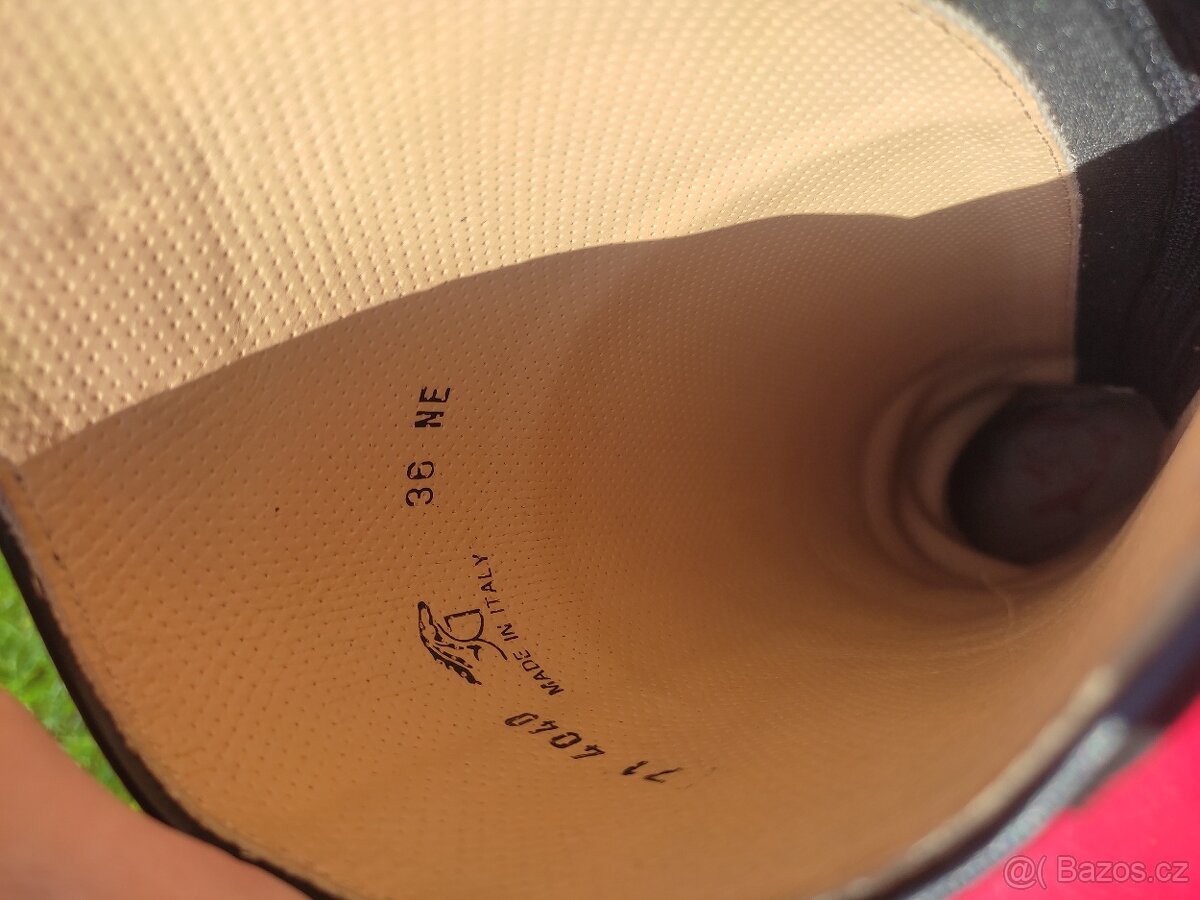 36 NE
MADE IN ITALY
71 4040
@( Bazos.cz